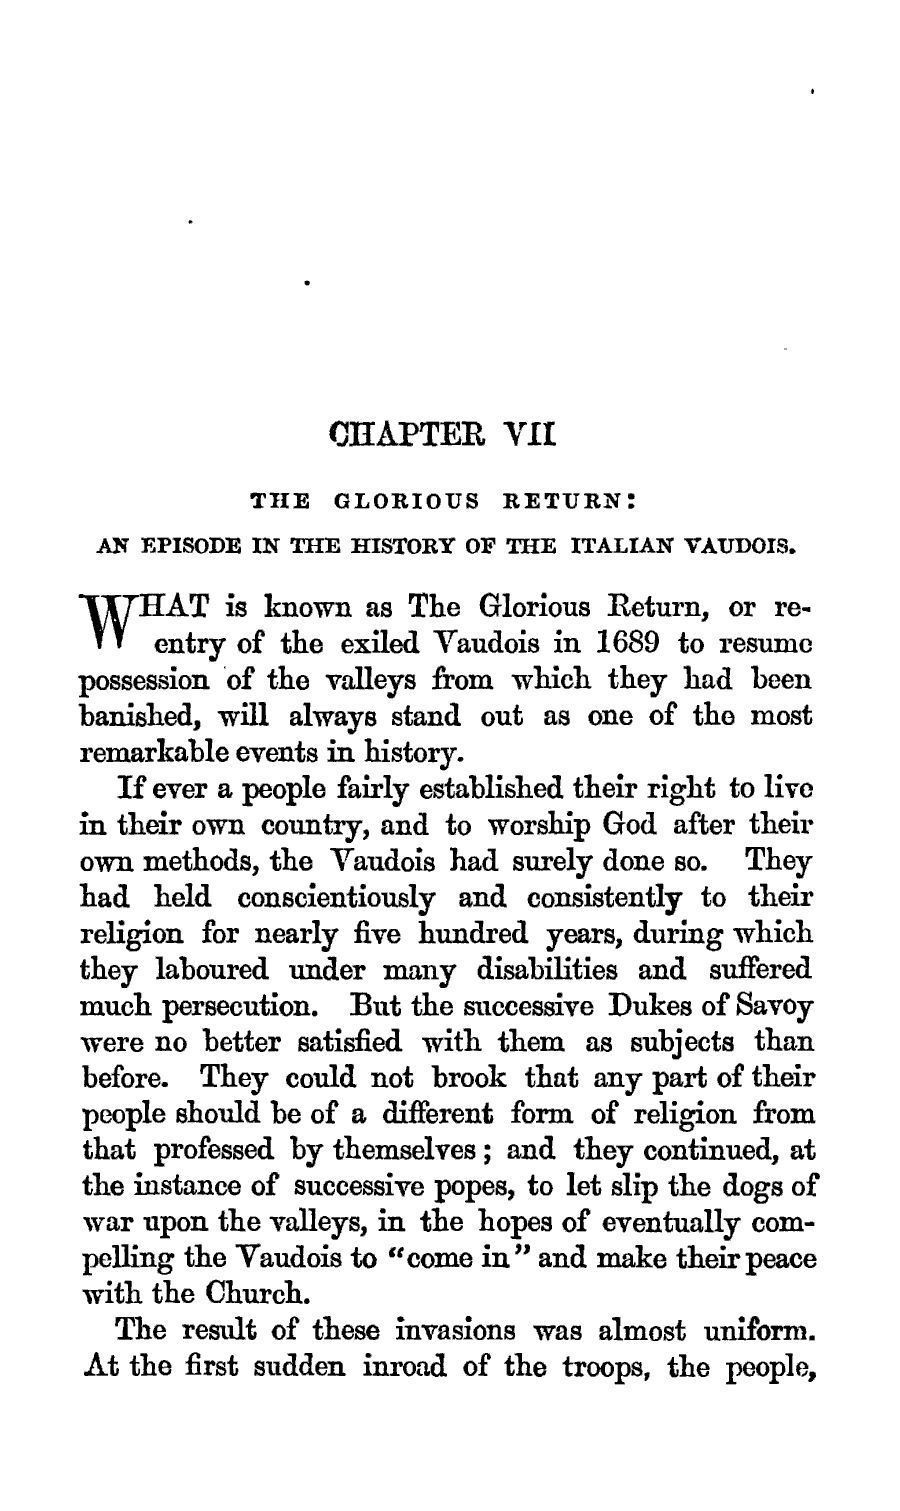 CHAPTER VII
THE GLORIOUS RETURN:
AN EPISODE IN THE HISTORY OF THE ITALIAN VAUDOIS.
WHAT is known as The Glorious Return, or re-
entry of the exiled Vaudois in 1689 to resume
possession of the valleys from which they had been
banished, will always stand out as one of the most
remarkable events in history.
If ever a people fairly established their right to live
in their own country, and to worship God after their
own methods, the Vaudois had surely done so. They
had held conscientiously and consistently to their
religion for nearly five hundred years, during which
they laboured under many disabilities and suffered
much persecution. But the successive Dukes of Savoy
were no better satisfied with them as subjects than
before. They could not brook that any part of their
people should be of a different form of religion from
that professed by themselves; and they continued, at
the instance of successive popes, to let slip the dogs of
war upon the valleys, in the hopes of eventually com-
pelling the Vaudois to "come in" and make their peace
with the Church.
The result of these invasions was almost uniform.
At the first sudden inroad of the troops, the people,